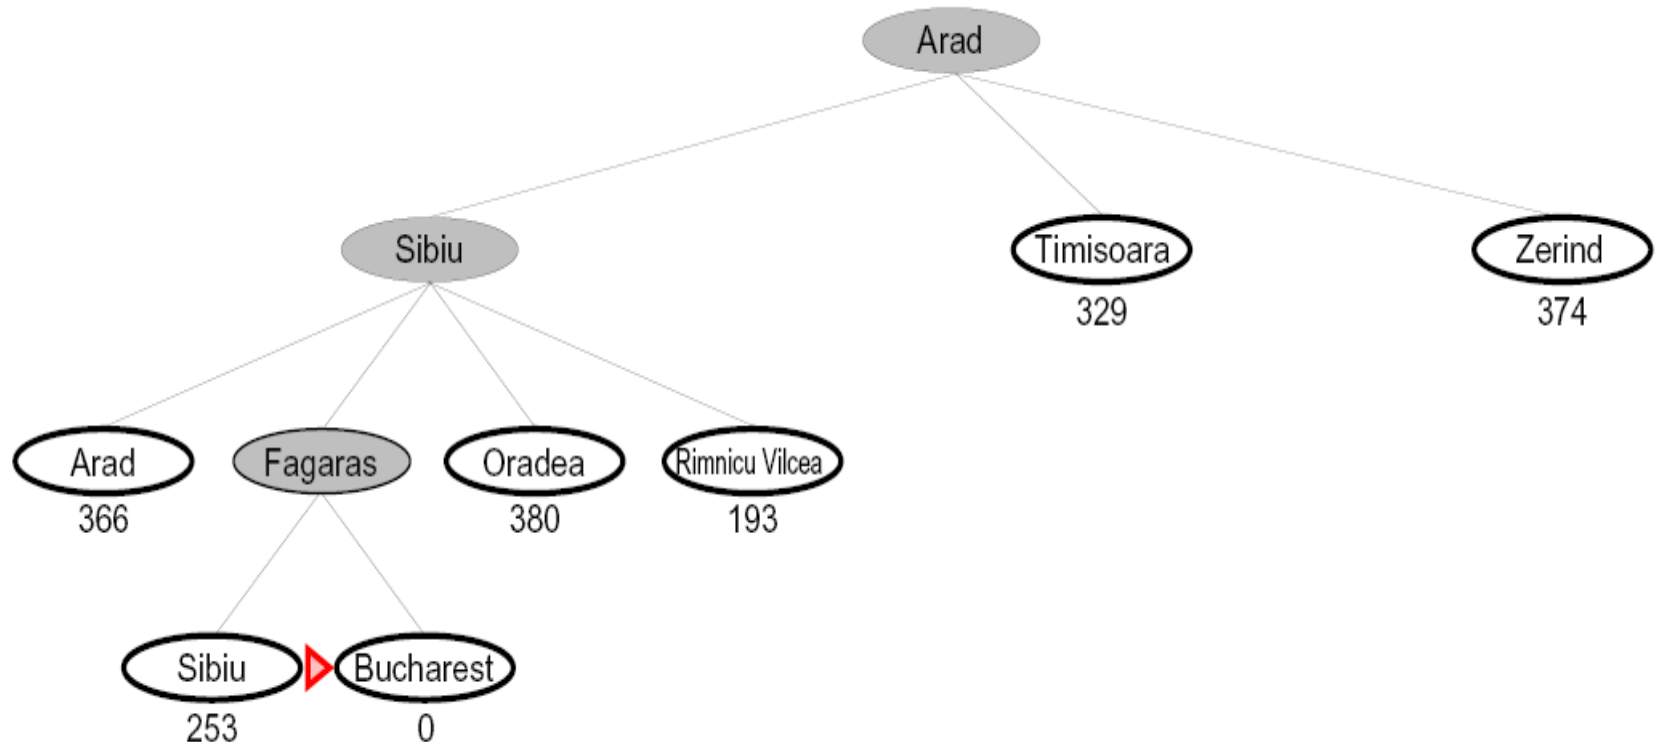 Arad
Sibiu
Timisoara
Zerind
329
374
Arad
Fagaras
Oradea
Rimnicu Vilcea
366
380
193
Sibiu
Bucharest
253
0